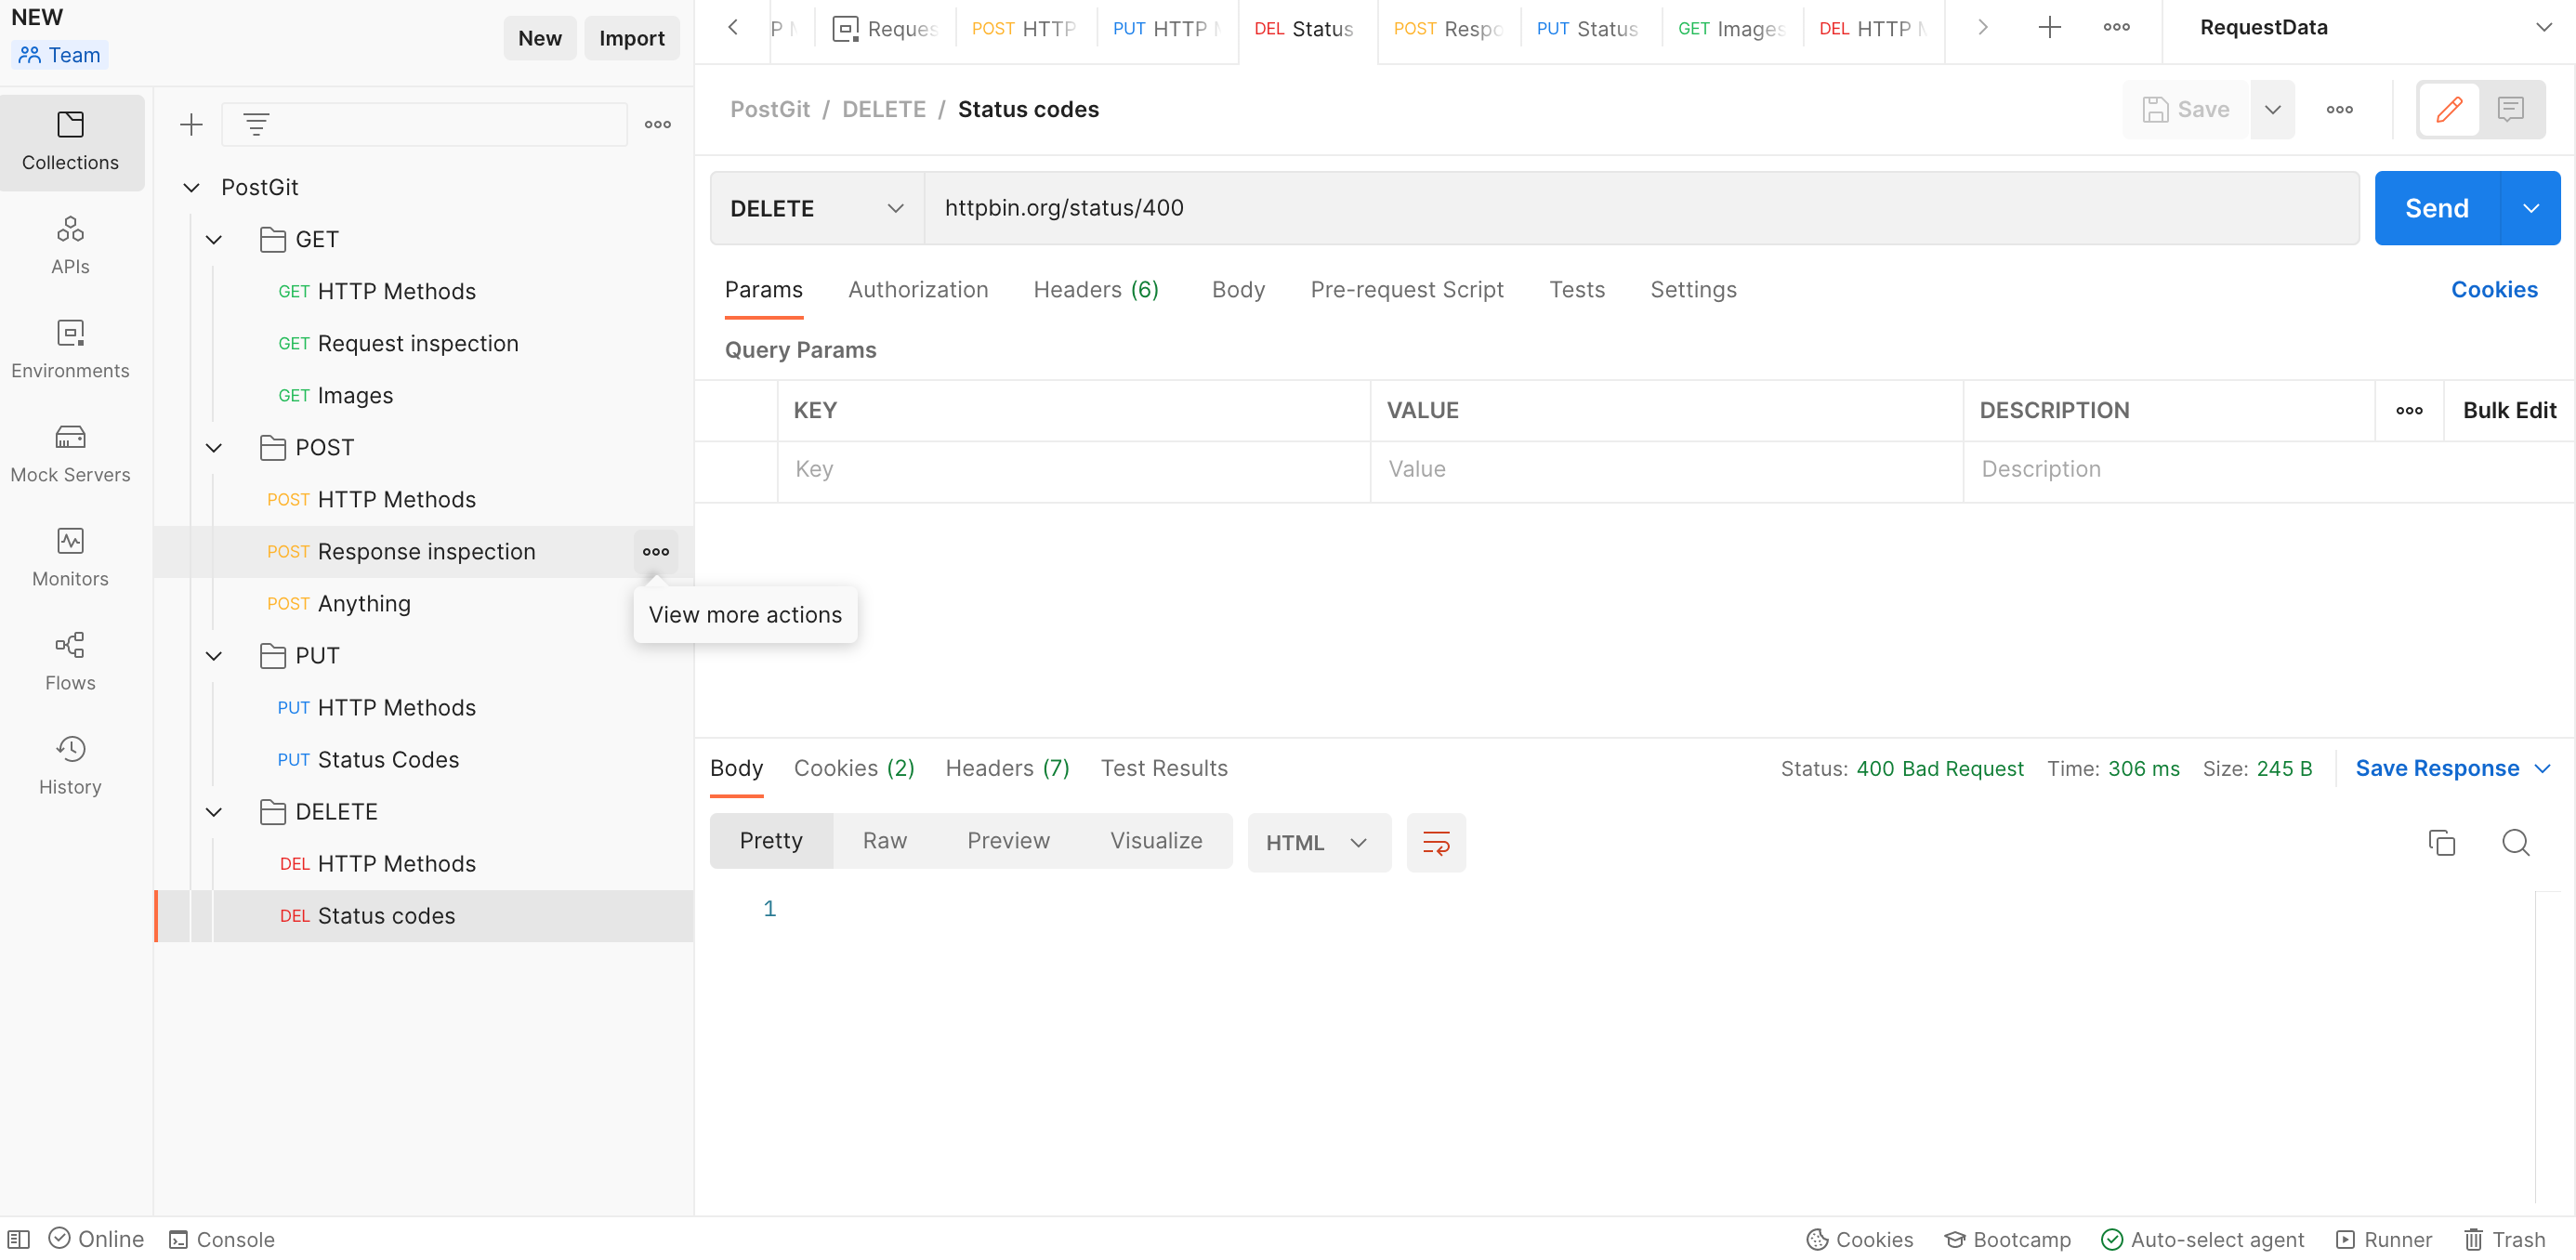 NEW
Team
New
Import
Reques
POST HTTP
PUT HTTP
DEL Status
POST Respo
PUT Status
GET Images
DEL HTTP
RequestData
Collections
APIs
Environments
Mock Servers
Monitors
Flows
History
PostGit
GET
GET HTTP Methods
GET Request inspection
GET Images
POST
POST HTTP Methods
POST Response inspection
View more actions
POST Anything
PUT
PUT HTTP Methods
PUT Status Codes
DELETE
DEL HTTP Methods
DEL Status codes
PostGit / DELETE / Status codes
Save
DELETE
httpbin.org/status/400
Send
Params Authorization Headers (6) Body Pre-request Script Tests Settings
Cookies
Query Params
KEY VALUE DESCRIPTION Bulk Edit
Key Value Description
Body Cookies (2) Headers (7) Test Results
Status: 400 Bad Request Time: 306 ms Size: 245 B Save Response
Pretty Raw Preview Visualize HTML
1
Online Console
Cookies Bootcamp Auto-select agent Runner Trash